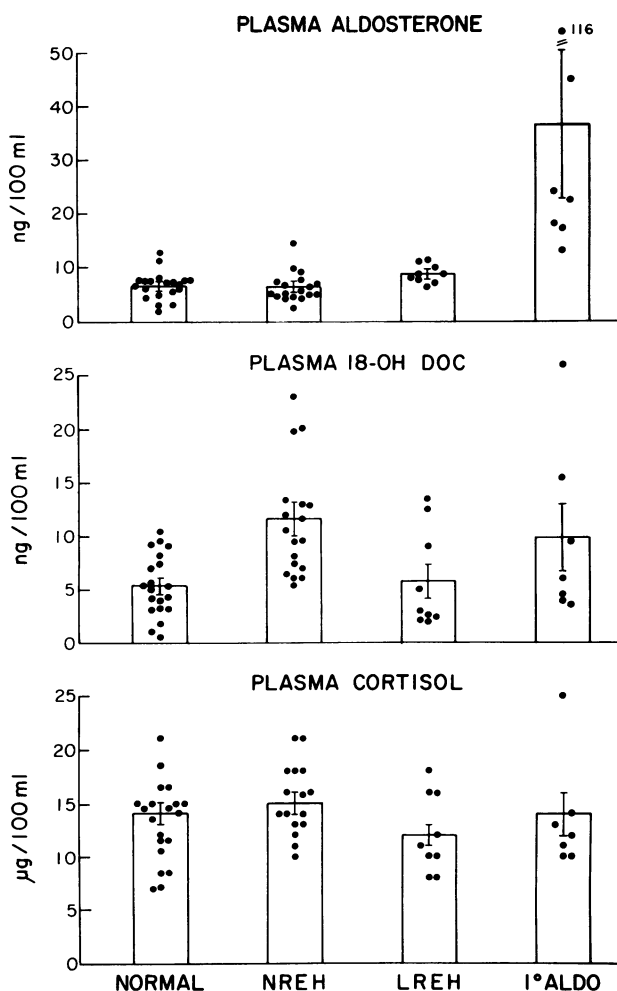 PLASMA ALDOSTERONE
116
50
40
30
20
10
0
ng/100 ml
PLASMA 18-OH DOC
25
20
15
10
5
0
ng/100 ml
PLASMA CORTISOL
25
20
15
10
5
0
µg/100 ml
NORMAL NREH LREH 1° ALDO